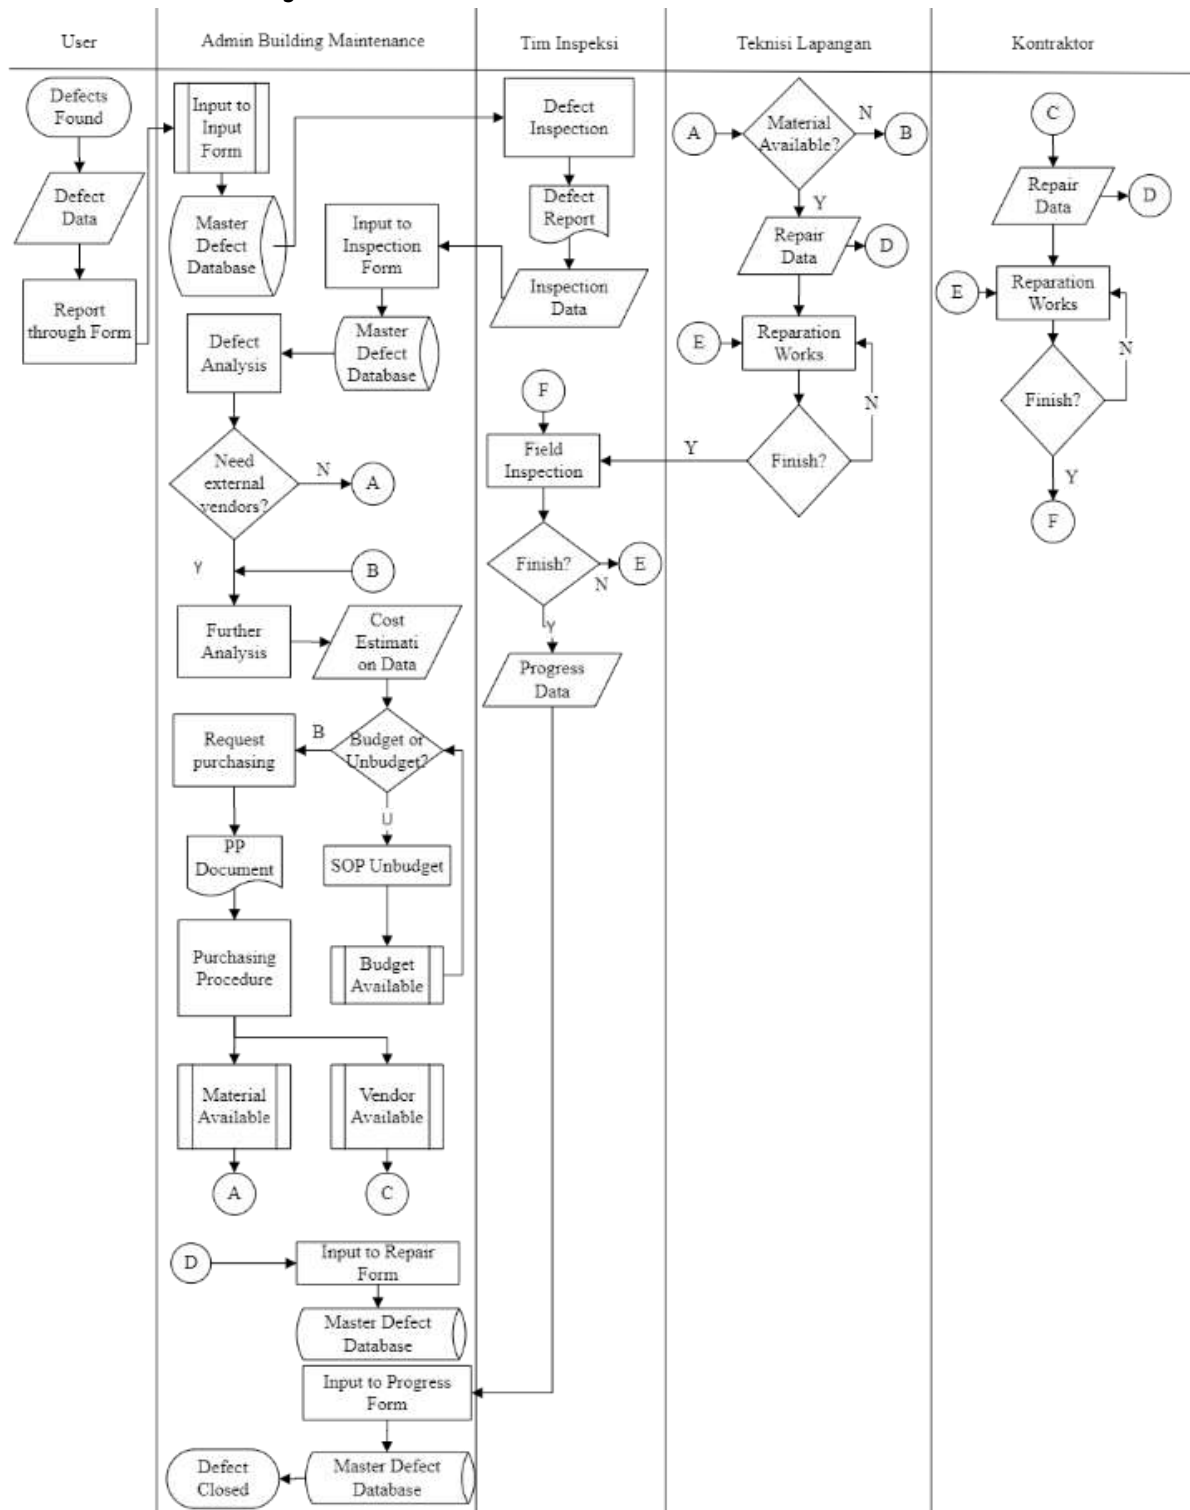 User
Admin Building Maintenance
Tim Inspeksi
Teknisi Lapangan
Kontraktor
Defects
Found
Defect
Data
Report
through Form
Input to
Input
Form
Master
Defect
Database
Input to
Inspection
Form
Master
Defect
Database
Defect
Analysis
Need
external
vendors?
N
A
Y
B
Further
Analysis
Cost
Estimati
on Data
Budget or
Unbudget?
B
U
Request
purchasing
PP
Document
SOP Unbudget
Purchasing
Procedure
Budget
Available
Material
Available
Vendor
Available
A
C
D
Input to Repair
Form
Master Defect
Database
Input to Progress
Form
Master Defect
Database
Defect
Closed
Defect
Inspection
Defect
Report
Inspection
Data
F
Field
Inspection
Finish?
N
E
Y
Progress
Data
A
Material
Available?
N
B
Y
Repair
Data
D
E
Reparation
Works
N
Finish?
Y
C
Repair
Data
D
E
Reparation
Works
N
Finish?
Y
F